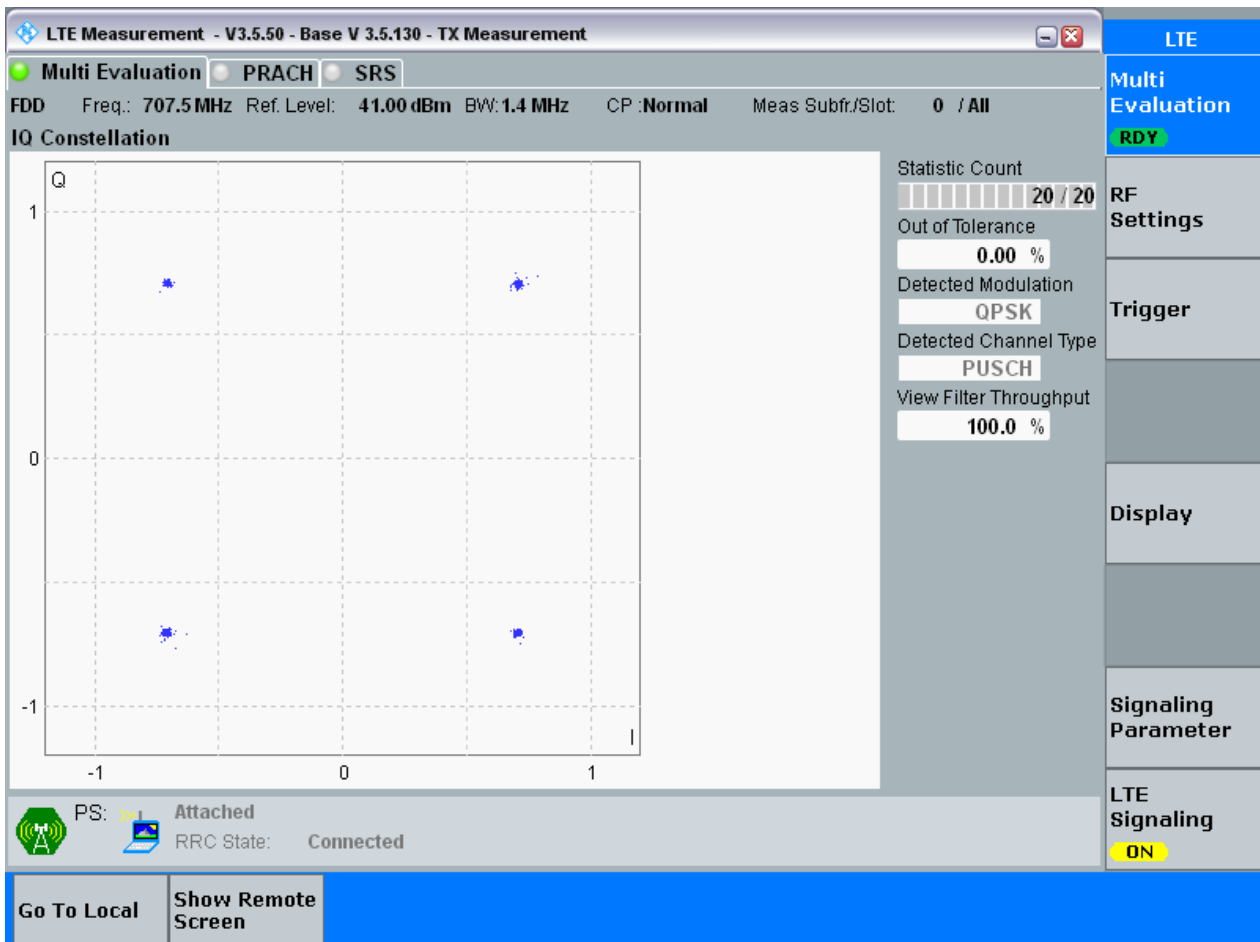 LTE Measurement - V3.5.50 - Base V 3.5.130 - TX Measurement
Multi Evaluation PRACH SRS
FDD Freq.: 707.5 MHz Ref. Level: 41.00 dBm BW: 1.4 MHz CP :Normal Meas Subfr./Slot: 0 / All
IQ Constellation
Q
1
0
-1
I
-1 0 1
Statistic Count
20 / 20
Out of Tolerance
0.00 %
Detected Modulation
QPSK
Detected Channel Type
PUSCH
View Filter Throughput
100.0 %
PS: Attached
RRC State: Connected
LTE
Multi
Evaluation
RDY
RF
Settings
Trigger
Display
Signaling
Parameter
LTE
Signaling
ON
Go To Local
Show Remote
Screen